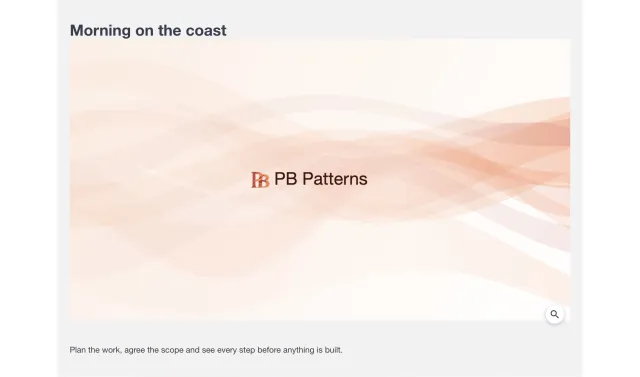 Morning on the coast
PB PB Patterns
Plan the work, agree the scope and see every step before anything is built.